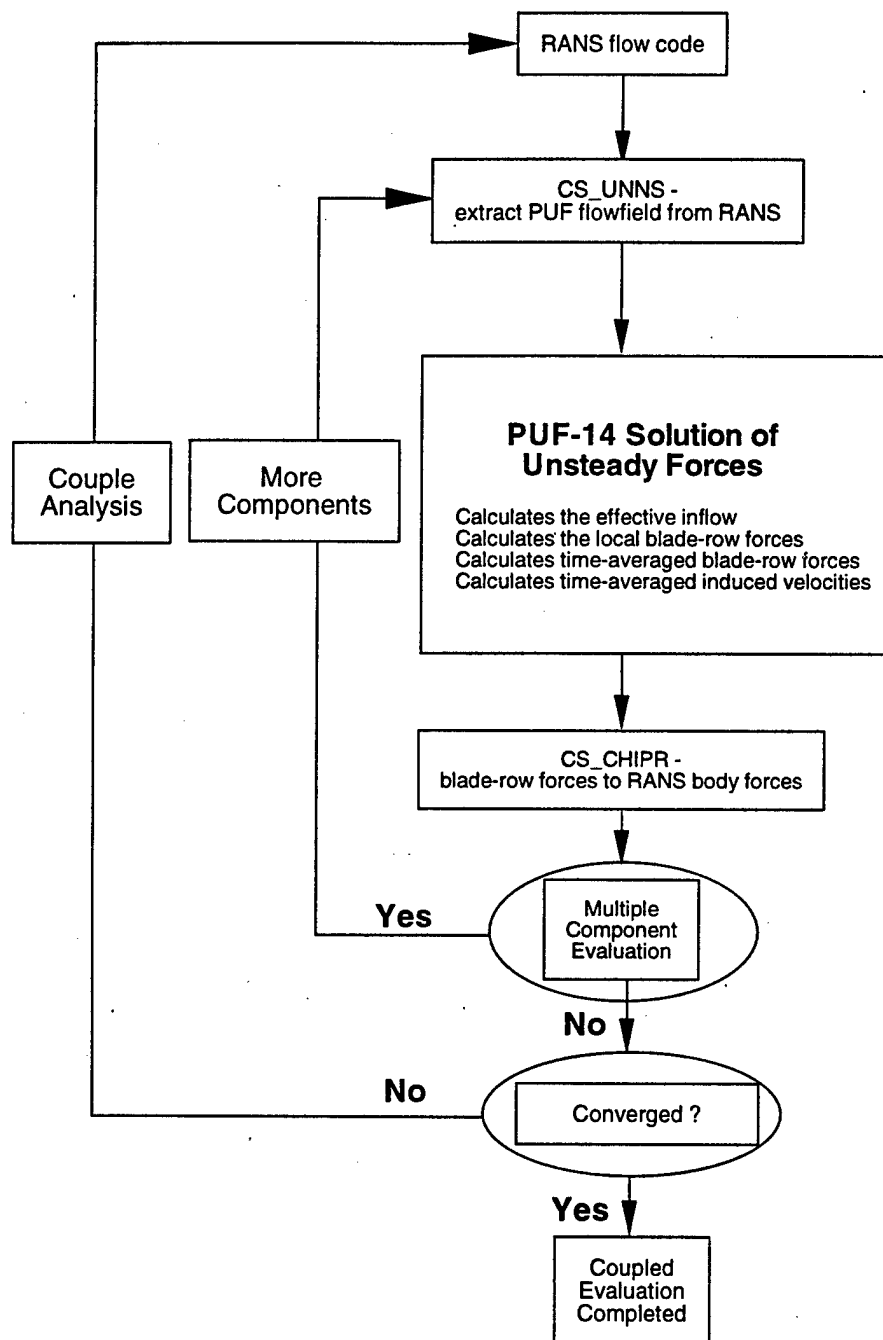 RANS flow code
CS_UNNS -
extract PUF flowfield from RANS
PUF-14 Solution of
Unsteady Forces
Calculates the effective inflow
Calculates the local blade-row forces
Calculates time-averaged blade-row forces
Calculates time-averaged induced velocities
Couple
Analysis
More
Components
CS_CHIPR -
blade-row forces to RANS body forces
Yes
Multiple
Component
Evaluation
No
No
Converged ?
Yes
Coupled
Evaluation
Completed